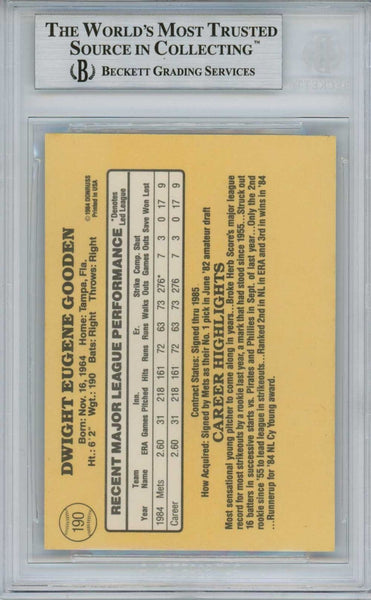 THE WORLD'S MOST TRUSTED
SOURCE IN COLLECTING™
B BECKETT GRADING SERVICES
190
© 1984 DONRUSS
Printed in USA
DWIGHT EUGENE GOODEN
Born: Nov. 16, 1964 Home: Tampa, Fla.
Ht.: 6'2" Wgt.: 190 Bats: Right Throws: Right
RECENT MAJOR LEAGUE PERFORMANCE
*Denotes
Led League
Team Inn. Er. Strike Comp. Shut
Year Name ERA Games Pitched Hits Runs Runs Walks Outs Games Outs Save Won Lost
1984 Mets 2.60 31 218 161 72 63 73 276* 7 3 0 17 9
Career 2.60 31 218 161 72 63 73 276 7 3 0 17 9
Contract Status: Signed thru 1985
How Acquired: Signed by Mets as their No. 1 pick in June '82 amateur draft
CAREER HIGHLIGHTS
Most sensational young pitcher to come along in years...Broke Herb Score's major league
record for most strikeouts by a rookie last year, a mark that had stood since 1955...Struck out
16 batters in successive starts vs. Pirates and Phillies in Sept. of last year...Only the 2nd
rookie since '55 to lead league in strikeouts...Ranked 2nd in NL in ERA and 3rd in wins in '84
...Runnerup for '84 NL Cy Young award.